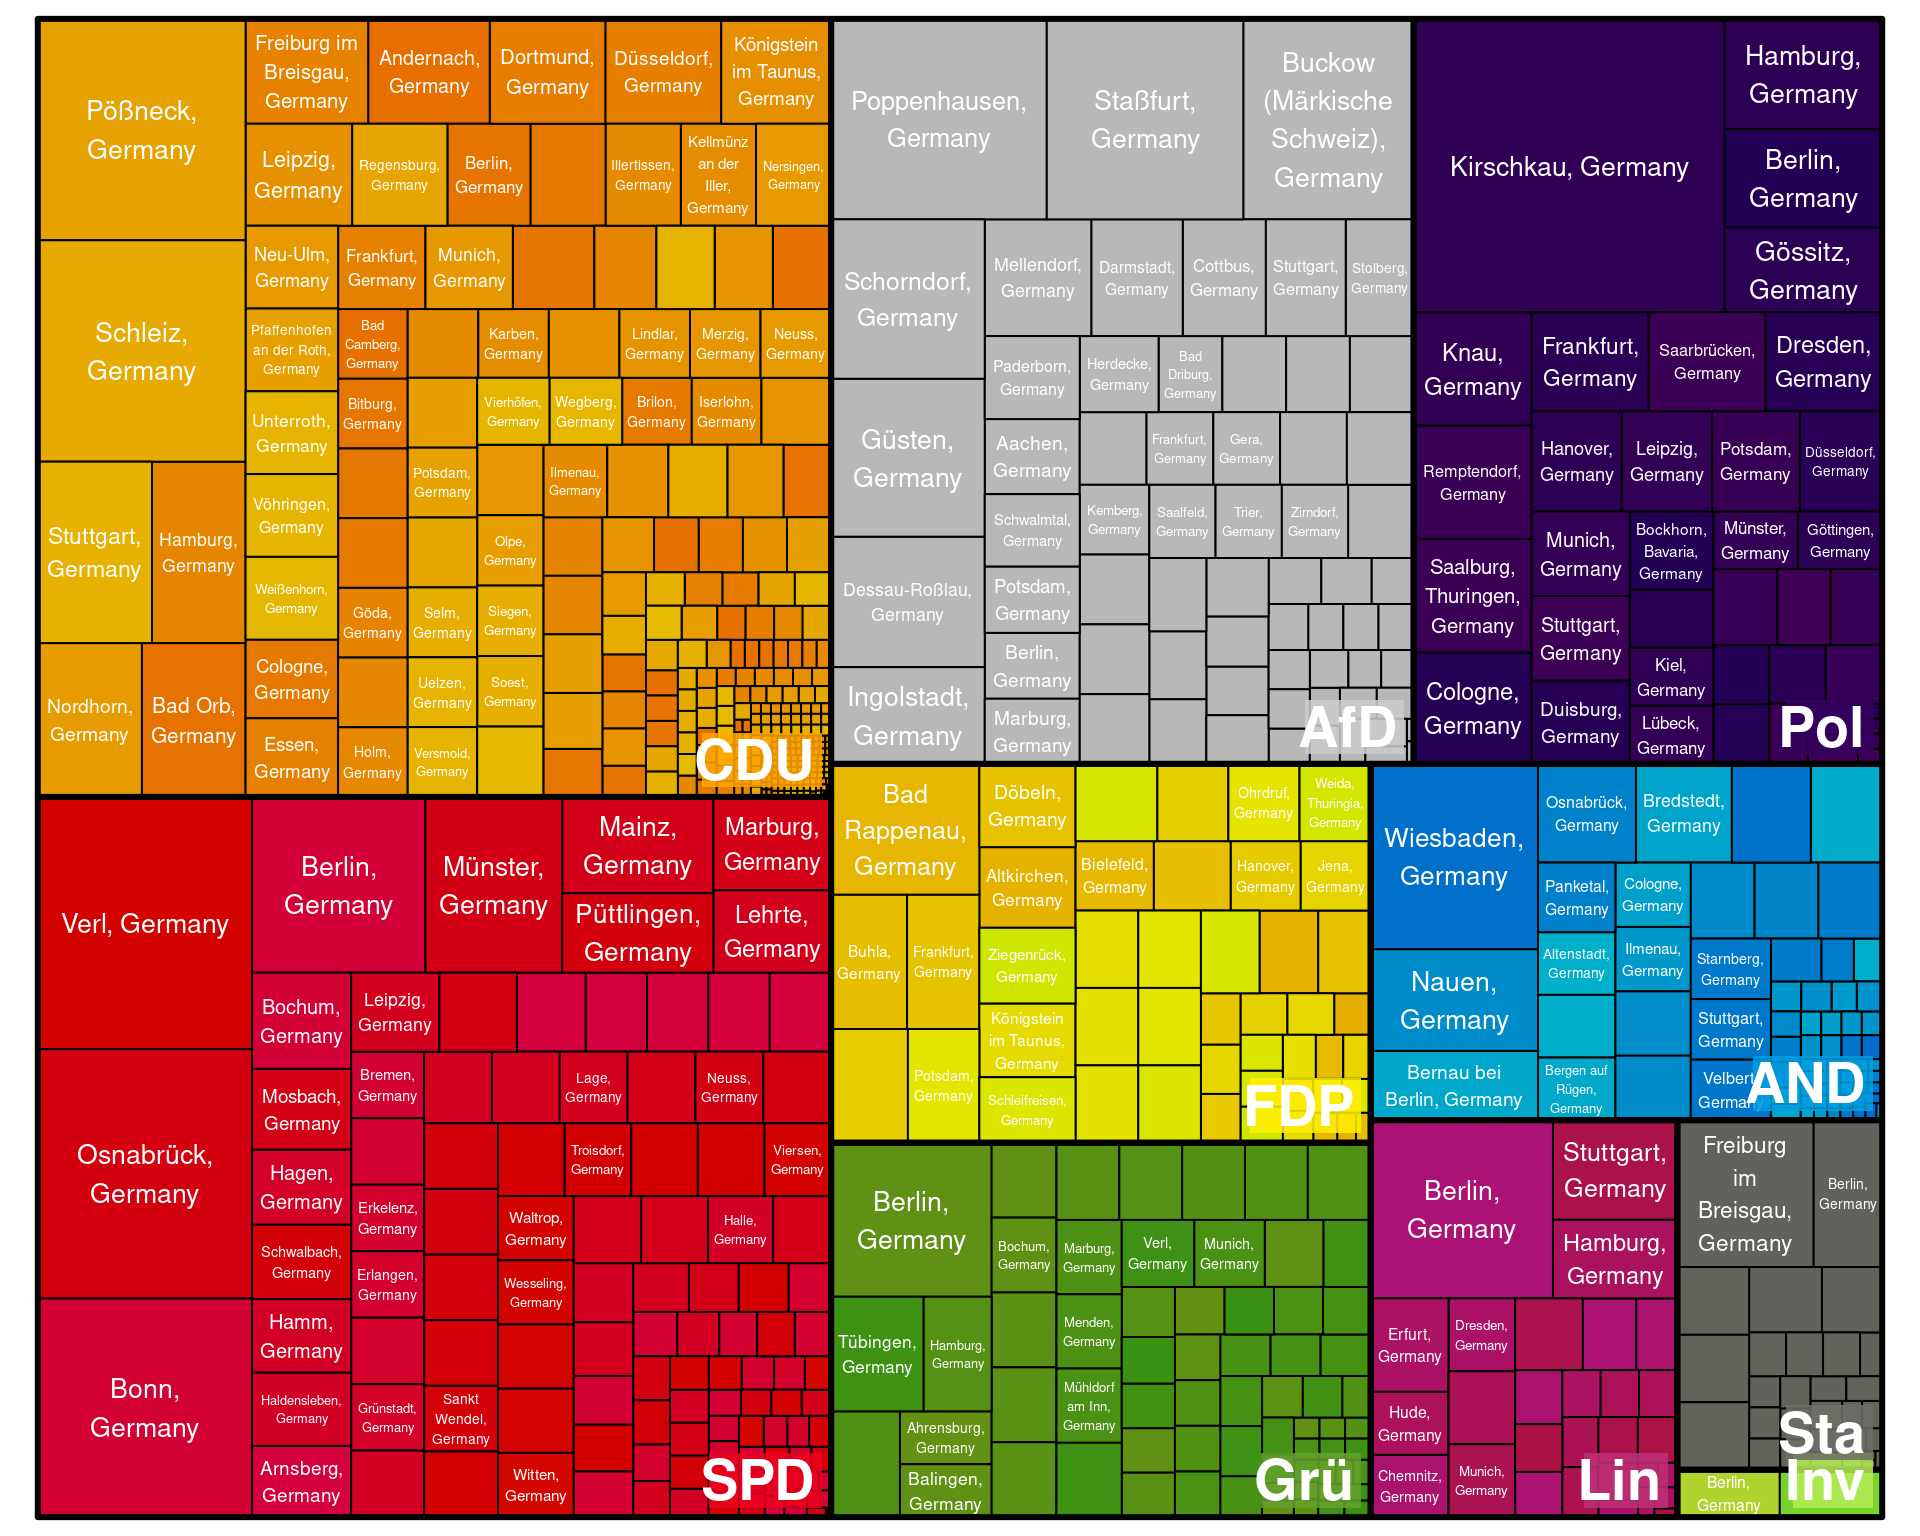 Pößneck,
Germany
Schleiz,
Germany
Stuttgart,
Germany
Hamburg,
Germany
Nordhorn,
Germany
Bad Orb,
Germany
Freiburg im
Breisgau,
Germany
Andernach,
Germany
Dortmund,
Germany
Düsseldorf,
Germany
Königstein
im Taunus,
Germany
Leipzig,
Germany
Regensburg,
Germany
Berlin,
Germany
Illertissen,
Germany
Kellmünz
an der
Iller,
Germany
Nersingen,
Germany
Neu-Ulm,
Germany
Frankfurt,
Germany
Munich,
Germany
Pfaffenhofen
an der Roth,
Germany
Bad
Camberg,
Germany
Karben,
Germany
Lindlar,
Germany
Merzig,
Germany
Neuss,
Germany
Unterroth,
Germany
Bitburg,
Germany
Vierhöfen,
Germany
Wegberg,
Germany
Brilon,
Germany
Iserlohn,
Germany
Vöhringen,
Germany
Potsdam,
Germany
Ilmenau,
Germany
Weißenhorn,
Germany
Olpe,
Germany
Göda,
Germany
Selm,
Germany
Siegen,
Germany
Cologne,
Germany
Uelzen,
Germany
Soest,
Germany
Essen,
Germany
Holm,
Germany
Versmold,
Germany
CDU
Poppenhausen,
Germany
Staßfurt,
Germany
Buckow
(Märkische
Schweiz),
Germany
Schorndorf,
Germany
Güsten,
Germany
Dessau-Roßlau,
Germany
Ingolstadt,
Germany
Mellendorf,
Germany
Darmstadt,
Germany
Cottbus,
Germany
Stuttgart,
Germany
Stolberg,
Germany
Paderborn,
Germany
Herdecke,
Germany
Bad
Driburg,
Germany
Aachen,
Germany
Frankfurt,
Germany
Gera,
Germany
Schwalmtal,
Germany
Kemberg,
Germany
Saalfeld,
Germany
Trier,
Germany
Zirndorf,
Germany
Potsdam,
Germany
Berlin,
Germany
Marburg,
Germany
AfD
Kirschkau, Germany
Hamburg,
Germany
Berlin,
Germany
Gössitz,
Germany
Knau,
Germany
Frankfurt,
Germany
Saarbrücken,
Germany
Dresden,
Germany
Remptendorf,
Germany
Hanover,
Germany
Leipzig,
Germany
Potsdam,
Germany
Düsseldorf,
Germany
Saalburg,
Thuringen,
Germany
Munich,
Germany
Bockhorn,
Bavaria,
Germany
Münster,
Germany
Göttingen,
Germany
Stuttgart,
Germany
Kiel,
Germany
Cologne,
Germany
Duisburg,
Germany
Lübeck,
Germany
Pol
Verl, Germany
Osnabrück,
Germany
Bonn,
Germany
Berlin,
Germany
Münster,
Germany
Mainz,
Germany
Marburg,
Germany
Püttlingen,
Germany
Lehrte,
Germany
Bochum,
Germany
Leipzig,
Germany
Mosbach,
Germany
Bremen,
Germany
Lage,
Germany
Neuss,
Germany
Hagen,
Germany
Troisdorf,
Germany
Viersen,
Germany
Erkelenz,
Germany
Waltrop,
Germany
Halle,
Germany
Schwalbach,
Germany
Erlangen,
Germany
Wesseling,
Germany
Hamm,
Germany
Haldensleben,
Germany
Grünstadt,
Germany
Sankt
Wendel,
Germany
Arnsberg,
Germany
Witten,
Germany
SPD
Bad
Rappenau,
Germany
Döbeln,
Germany
Ohrdruf,
Germany
Weida,
Thuringia,
Germany
Altkirchen,
Germany
Bielefeld,
Germany
Hanover,
Germany
Jena,
Germany
Buhla,
Germany
Frankfurt,
Germany
Ziegenrück,
Germany
Königstein
im Taunus,
Germany
Potsdam,
Germany
Schleifreisen,
Germany
FDP
Wiesbaden,
Germany
Osnabrück,
Germany
Bredstedt,
Germany
Panketal,
Germany
Cologne,
Germany
Nauen,
Germany
Altenstadt,
Germany
Ilmenau,
Germany
Starnberg,
Germany
Stuttgart,
Germany
Bernau bei
Berlin, Germany
Bergen auf
Rügen,
Germany
Velbert,
Germany
AND
Berlin,
Germany
Bochum,
Germany
Marburg,
Germany
Verl,
Germany
Munich,
Germany
Tübingen,
Germany
Hamburg,
Germany
Menden,
Germany
Mühldorf
am Inn,
Germany
Ahrensburg,
Germany
Balingen,
Germany
Grü
Berlin,
Germany
Stuttgart,
Germany
Hamburg,
Germany
Erfurt,
Germany
Dresden,
Germany
Hude,
Germany
Chemnitz,
Germany
Munich,
Germany
Lin
Freiburg
im
Breisgau,
Germany
Berlin,
Germany
Sta
Berlin,
Germany
Inv